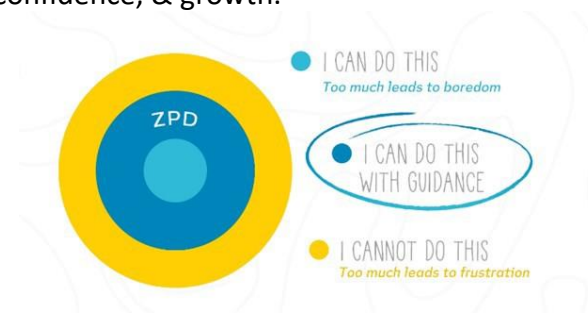 & growth.
ZPD
I CAN DO THIS
Too much leads to boredom
I CAN DO THIS
WITH GUIDANCE
I CANNOT DO THIS
Too much leads to frustration